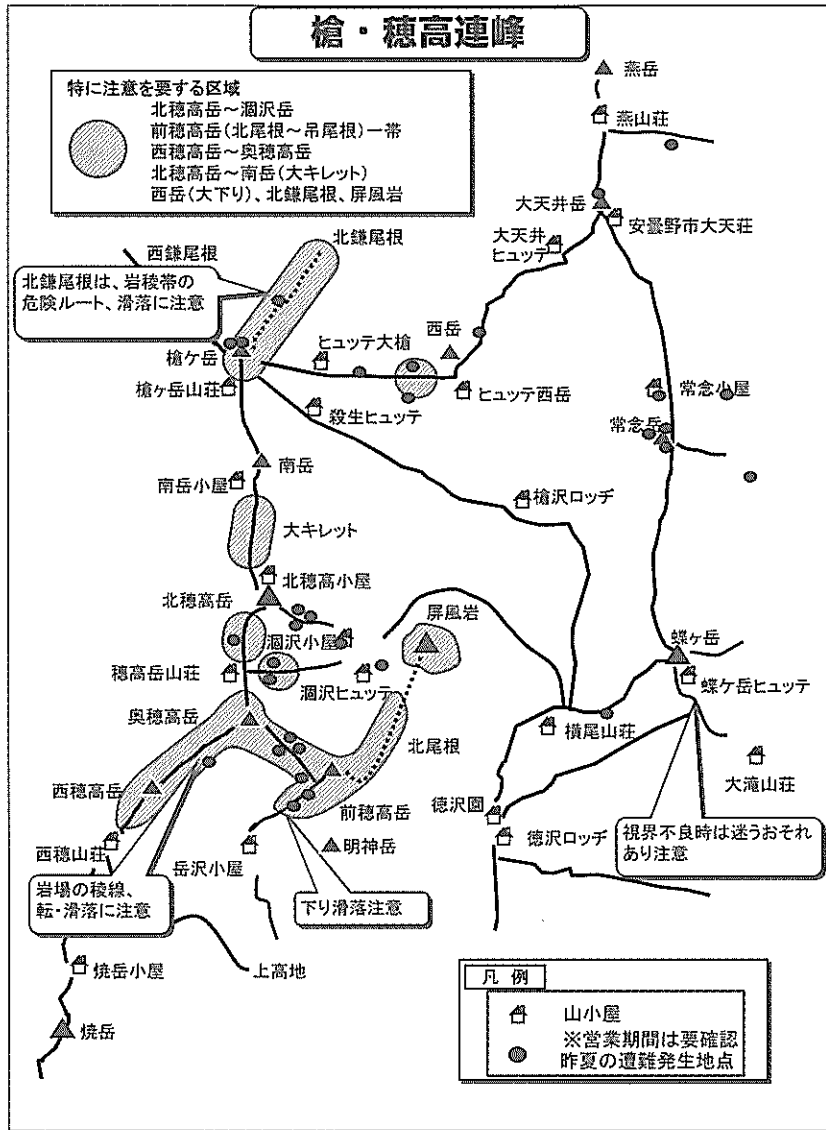 槍・穂高連峰
特に注意を要する区域
北穂高岳～涸沢岳
前穂高岳(北尾根～吊尾根)一帯
西穂高岳～奥穂高岳
北穂高岳～南岳(大キレット)
西岳(大下り)、北鎌尾根、屏風岩
燕岳
燕山荘
大天井岳
安曇野市大天荘
大天井
ヒュッテ
北鎌尾根
西鎌尾根
北鎌尾根は、岩稜帯の
危険ルート、滑落に注意
槍ケ岳
ヒュッテ大槍
西岳
槍ヶ岳山荘
殺生ヒュッテ
ヒュッテ西岳
常念小屋
常念岳
南岳
南岳小屋
槍沢ロッヂ
大キレット
北穂高小屋
北穂高岳
屏風岩
涸沢小屋
蝶ヶ岳
穂高岳山荘
涸沢ヒュッテ
蝶ケ岳ヒュッテ
奥穂高岳
北尾根
横尾山荘
大滝山荘
西穂高岳
前穂高岳
徳沢園
徳沢ロッヂ
視界不良時は迷うおそれ
あり注意
西穂山荘
岳沢小屋
明神岳
岩場の稜線、
転・滑落に注意
下り滑落注意
焼岳小屋
上高地
焼岳
凡 例
山小屋
※営業期間は要確認
昨夏の遭難発生地点